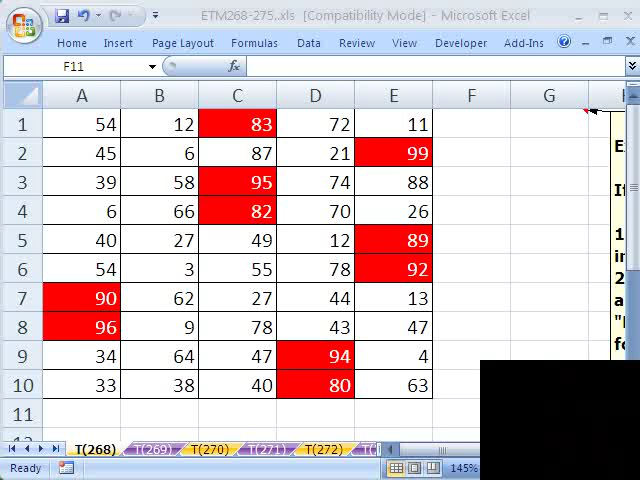 ETM268-275..xls [Compatibility Mode] - Microsoft Excel
Home Insert Page Layout Formulas Data Review View Developer Add-Ins
F11 fx
A B C D E F G
1 54 12 83 72 11
2 45 6 87 21 99
3 39 58 95 74 88
4 6 66 82 70 26
5 40 27 49 12 89
6 54 3 55 78 92
7 90 62 27 44 13
8 96 9 78 43 47
9 34 64 47 94 4
10 33 38 40 80 63
11
T(268) T(269) T(270) T(271) T(272)
Ready 145%